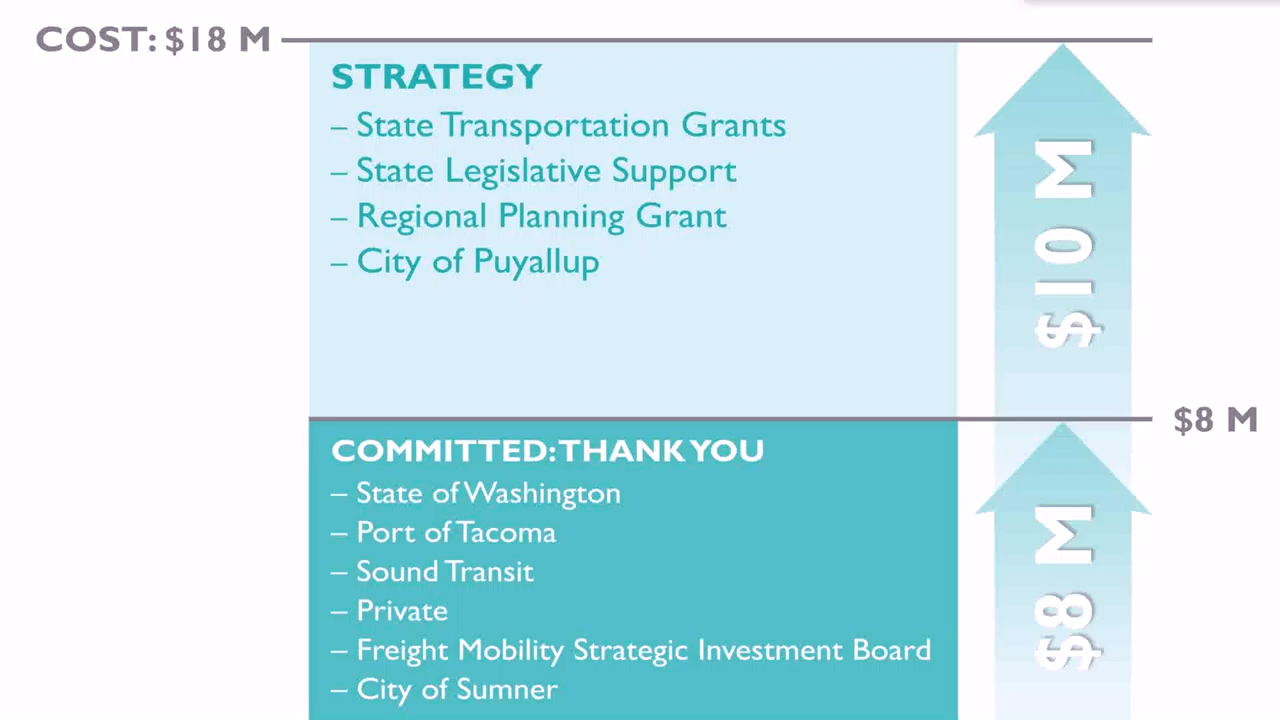 COST: $18 M
STRATEGY
– State Transportation Grants
– State Legislative Support
– Regional Planning Grant
– City of Puyallup
$10 M
$8 M
COMMITTED: THANK YOU
– State of Washington
– Port of Tacoma
– Sound Transit
– Private
– Freight Mobility Strategic Investment Board
– City of Sumner
$8 M